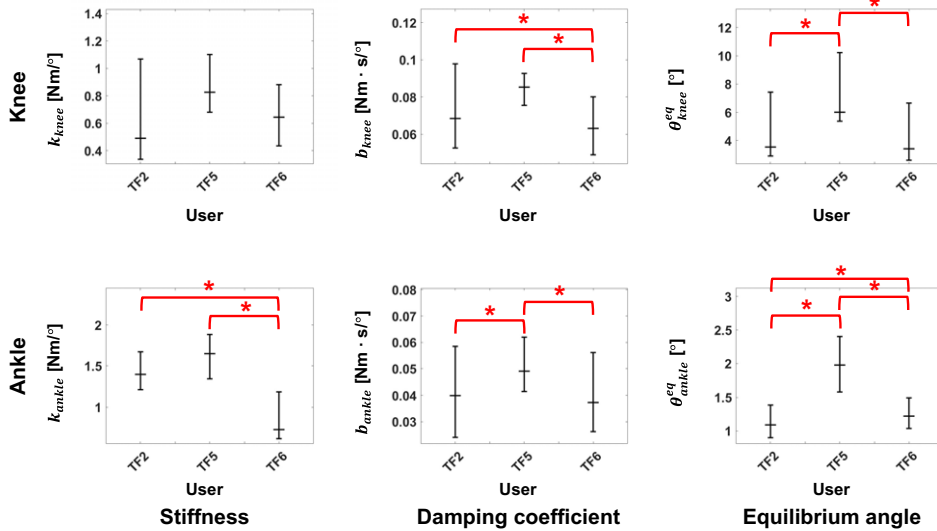 Knee
k_knee [Nm/°]
1.4
1.2
1
0.8
0.6
0.4
TF2 TF5 TF6
User
b_knee [Nm · s/°]
0.12
0.1
0.08
0.06
* *
TF2 TF5 TF6
User
θ^eq_knee [°]
12
10
8
6
4
* *
TF2 TF5 TF6
User
Ankle
k_ankle [Nm/°]
2
1.5
1
* *
TF2 TF5 TF6
User
Stiffness
b_ankle [Nm · s/°]
0.08
0.07
0.06
0.05
0.04
0.03
* *
TF2 TF5 TF6
User
Damping coefficient
θ^eq_ankle [°]
3
2.5
2
1.5
1
* * *
TF2 TF5 TF6
User
Equilibrium angle